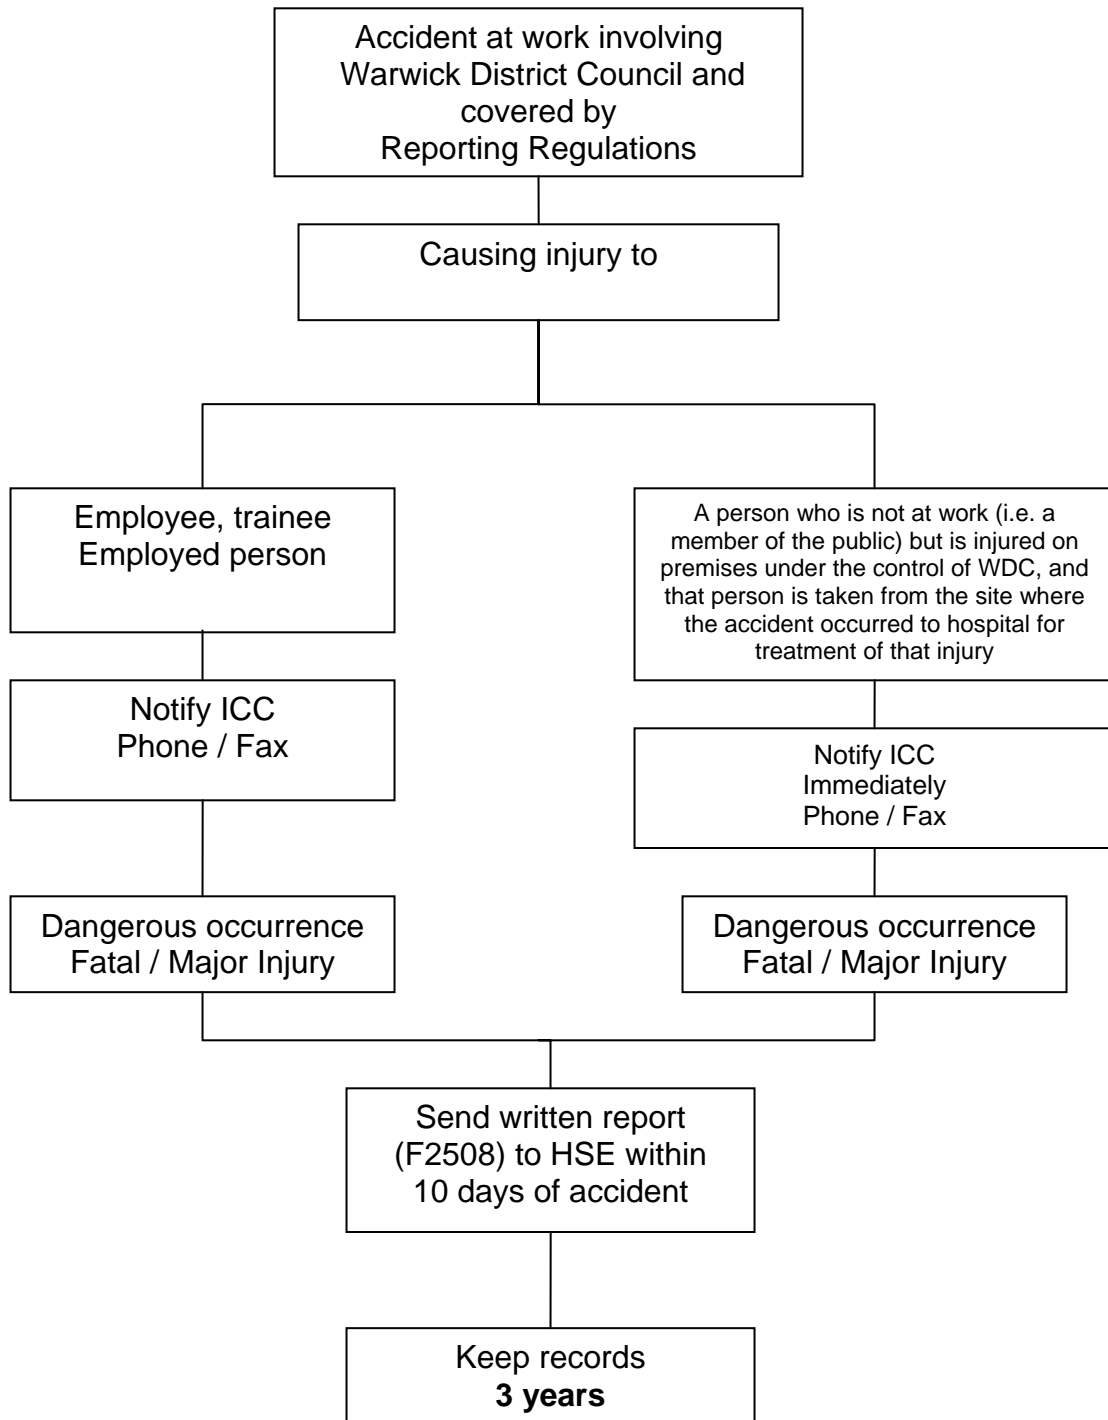 Accident at work involving
Warwick District Council and
covered by
Reporting Regulations
Causing injury to
Employee, trainee
Employed person
Notify ICC
Phone / Fax
Dangerous occurrence
Fatal / Major Injury
A person who is not at work (i.e. a
member of the public) but is injured on
premises under the control of WDC, and
that person is taken from the site where
the accident occurred to hospital for
treatment of that injury
Notify ICC
Immediately
Phone / Fax
Dangerous occurrence
Fatal / Major Injury
Send written report
(F2508) to HSE within
10 days of accident
Keep records
3 years